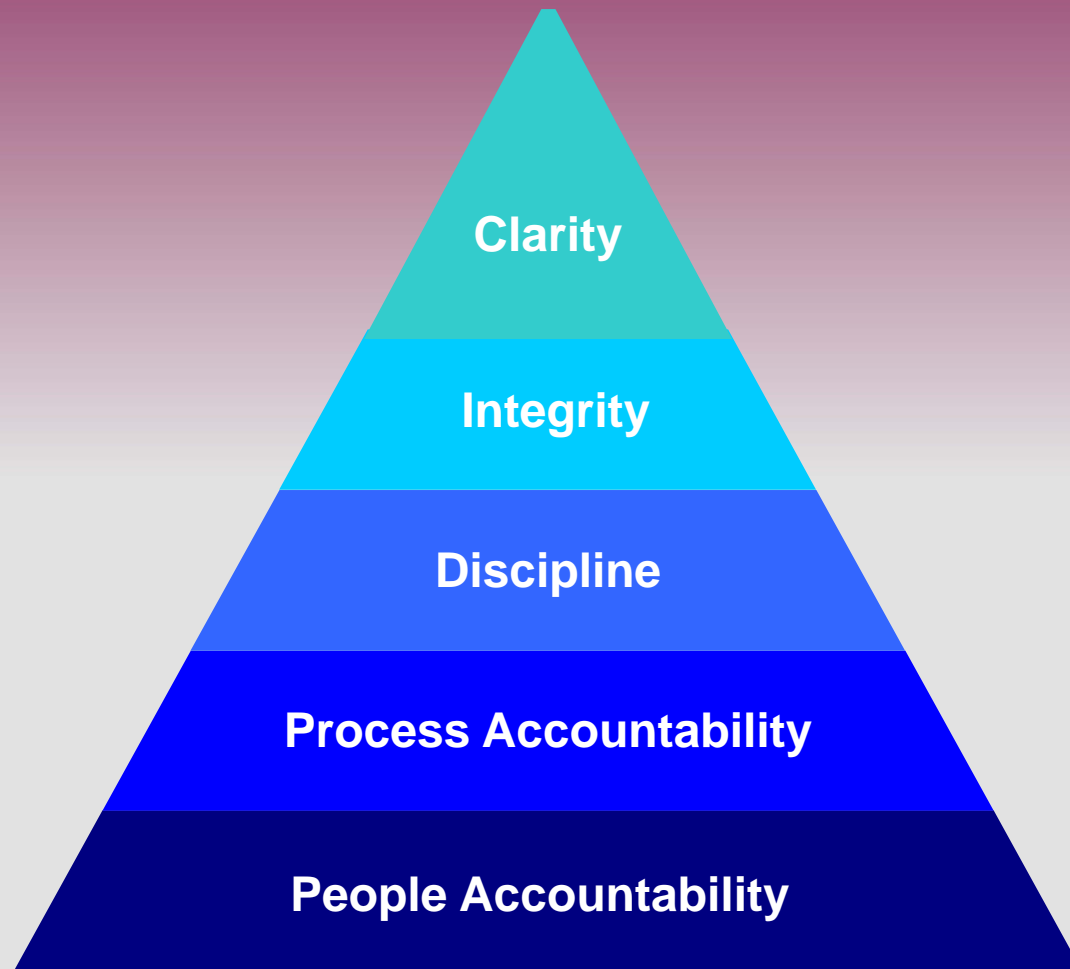 Clarity
Integrity
Discipline
Process Accountability
People Accountability